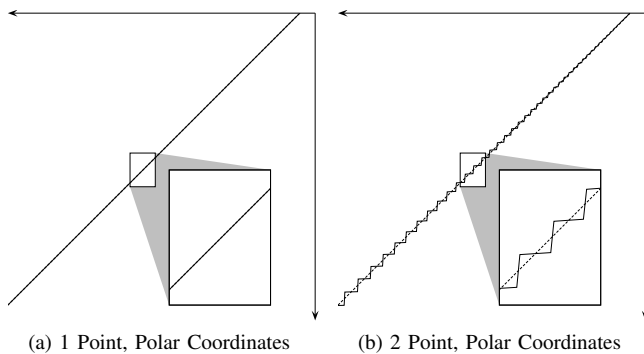 (a) 1 Point, Polar Coordinates
(b) 2 Point, Polar Coordinates